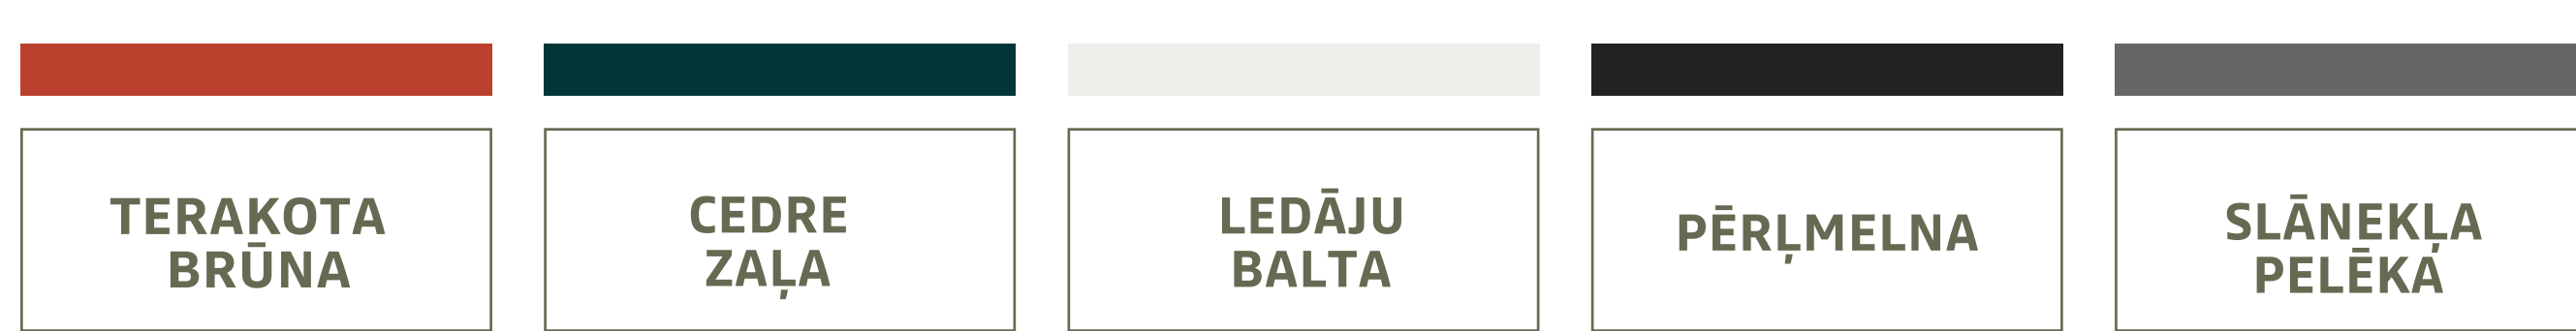 TERAKOTA
BRŪNA
CEDRE
ZAĻA
LEDĀJU
BALTA
PĒRĻMELNA
SLĀNEKĻA
PELĒKA